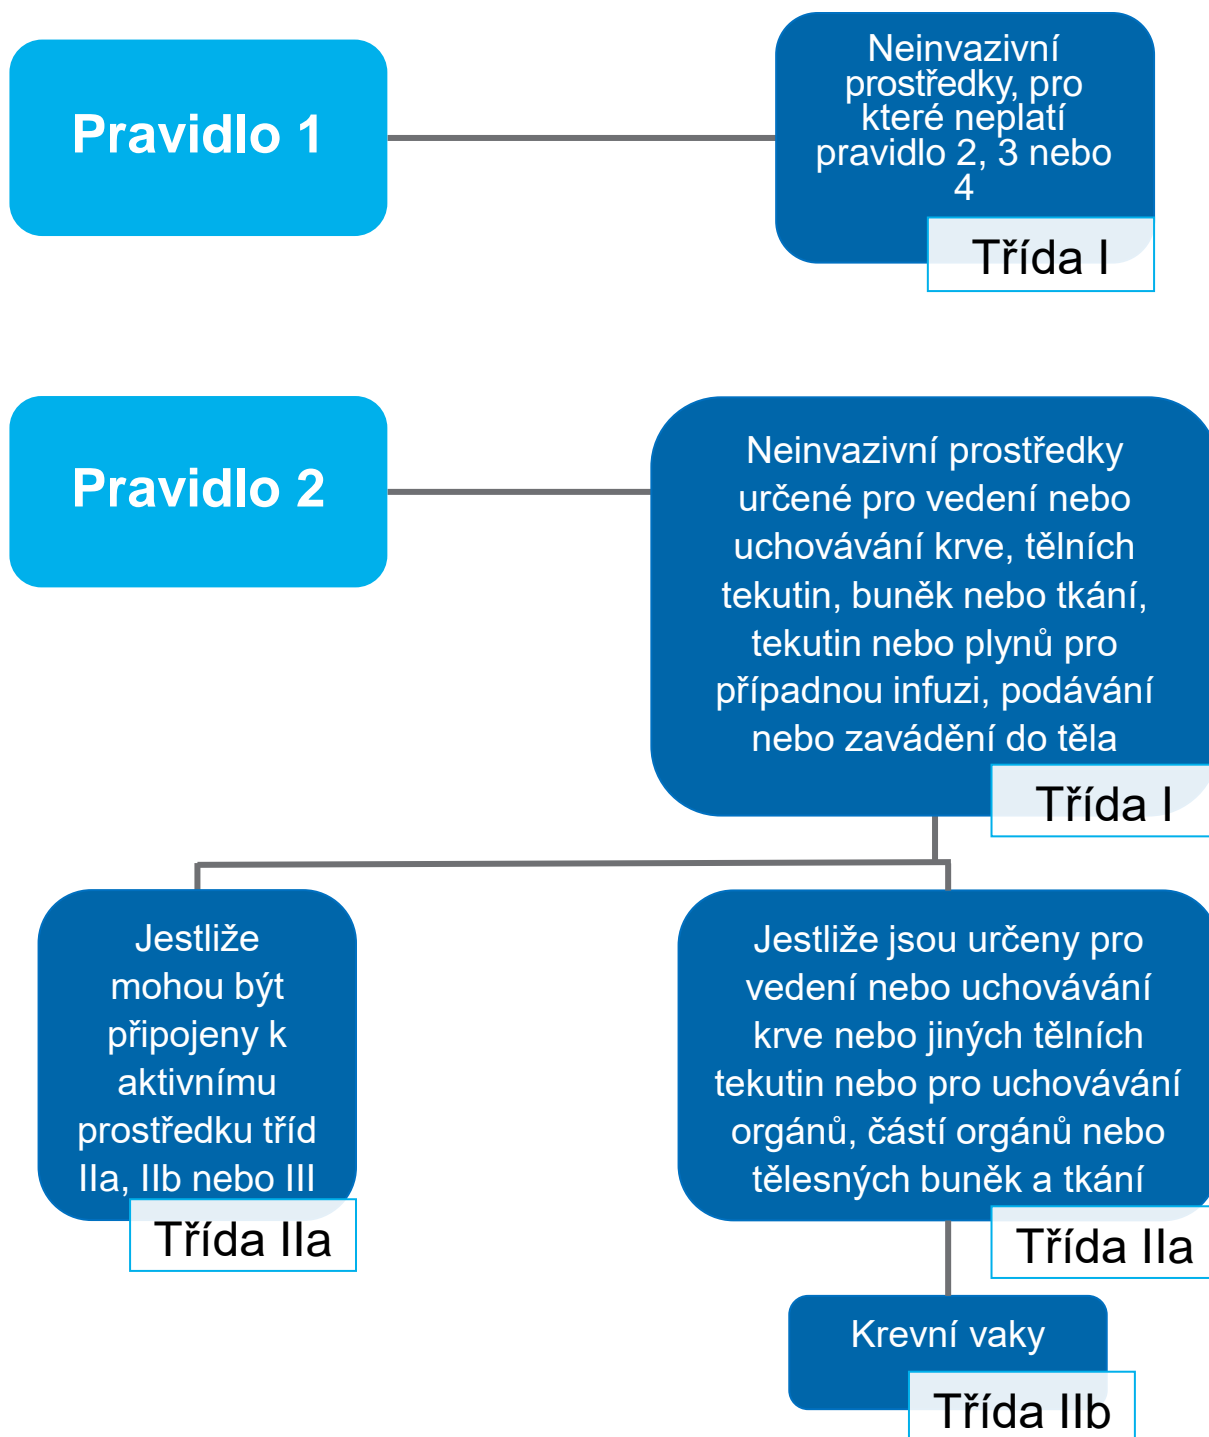 Pravidlo 1
Neinvazivní
prostředky, pro
které neplatí
pravidlo 2, 3 nebo
4
Třída I
Pravidlo 2
Neinvazivní prostředky
určené pro vedení nebo
uchovávání krve, tělních
tekutin, buněk nebo tkání,
tekutin nebo plynů pro
případnou infuzi, podávání
nebo zavádění do těla
Třída I
Jestliže
mohou být
připojeny k
aktivnímu
prostředku tříd
IIa, IIb nebo III
Třída IIa
Jestliže jsou určeny pro
vedení nebo uchovávání
krve nebo jiných tělních
tekutin nebo pro uchovávání
orgánů, částí orgánů nebo
tělesných buněk a tkání
Třída IIa
Krevní vaky
Třída IIb